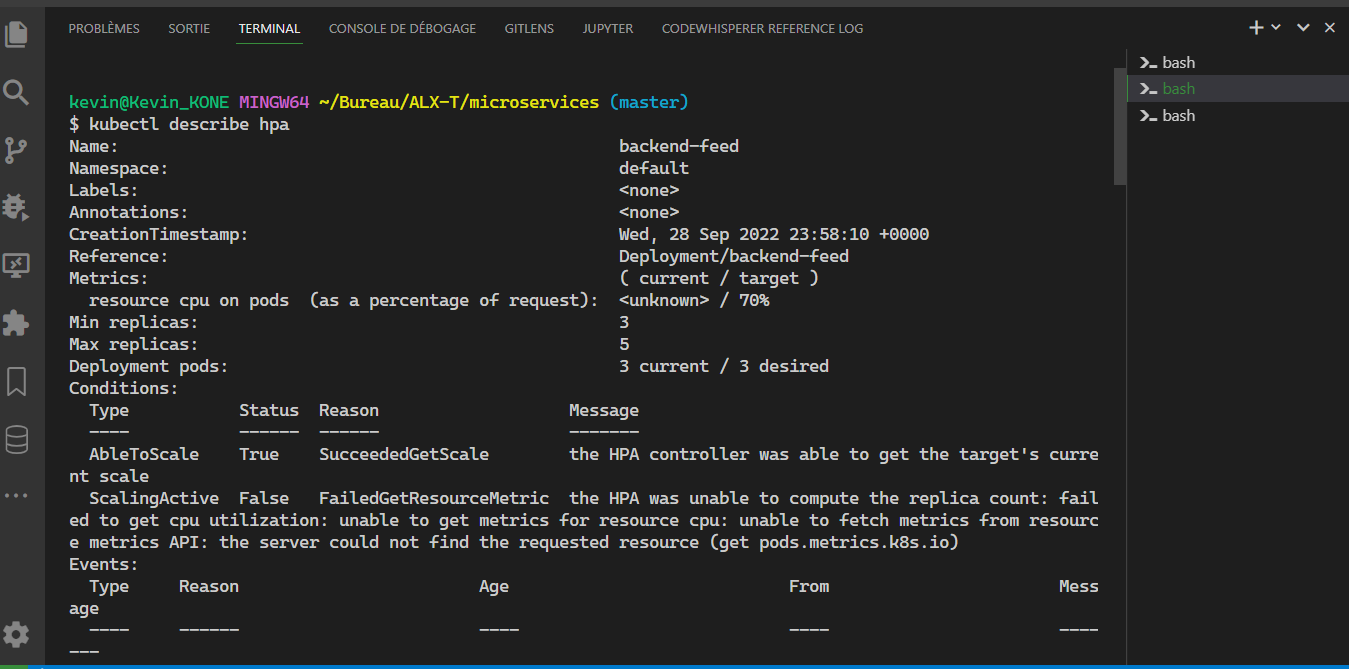 PROBLÈMES SORTIE TERMINAL CONSOLE DE DÉBOGAGE GITLENS JUPYTER CODEWHISPERER REFERENCE LOG
bash
bash
bash
kevin@Kevin_KONE MINGW64 ~/Bureau/ALX-T/microservices (master)
$ kubectl describe hpa
Name: backend-feed
Namespace: default
Labels: <none>
Annotations: <none>
CreationTimestamp: Wed, 28 Sep 2022 23:58:10 +0000
Reference: Deployment/backend-feed
Metrics: ( current / target )
resource cpu on pods (as a percentage of request): <unknown> / 70%
Min replicas: 3
Max replicas: 5
Deployment pods: 3 current / 3 desired
Conditions:
Type Status Reason Message
---- ------ ------ -------
AbleToScale True SucceededGetScale the HPA controller was able to get the target's curre
nt scale
ScalingActive False FailedGetResourceMetric the HPA was unable to compute the replica count: fail
ed to get cpu utilization: unable to get metrics for resource cpu: unable to fetch metrics from resourc
e metrics API: the server could not find the requested resource (get pods.metrics.k8s.io)
Events:
Type Reason Age From Mess
age
---- ------ ---- ---- ----
---